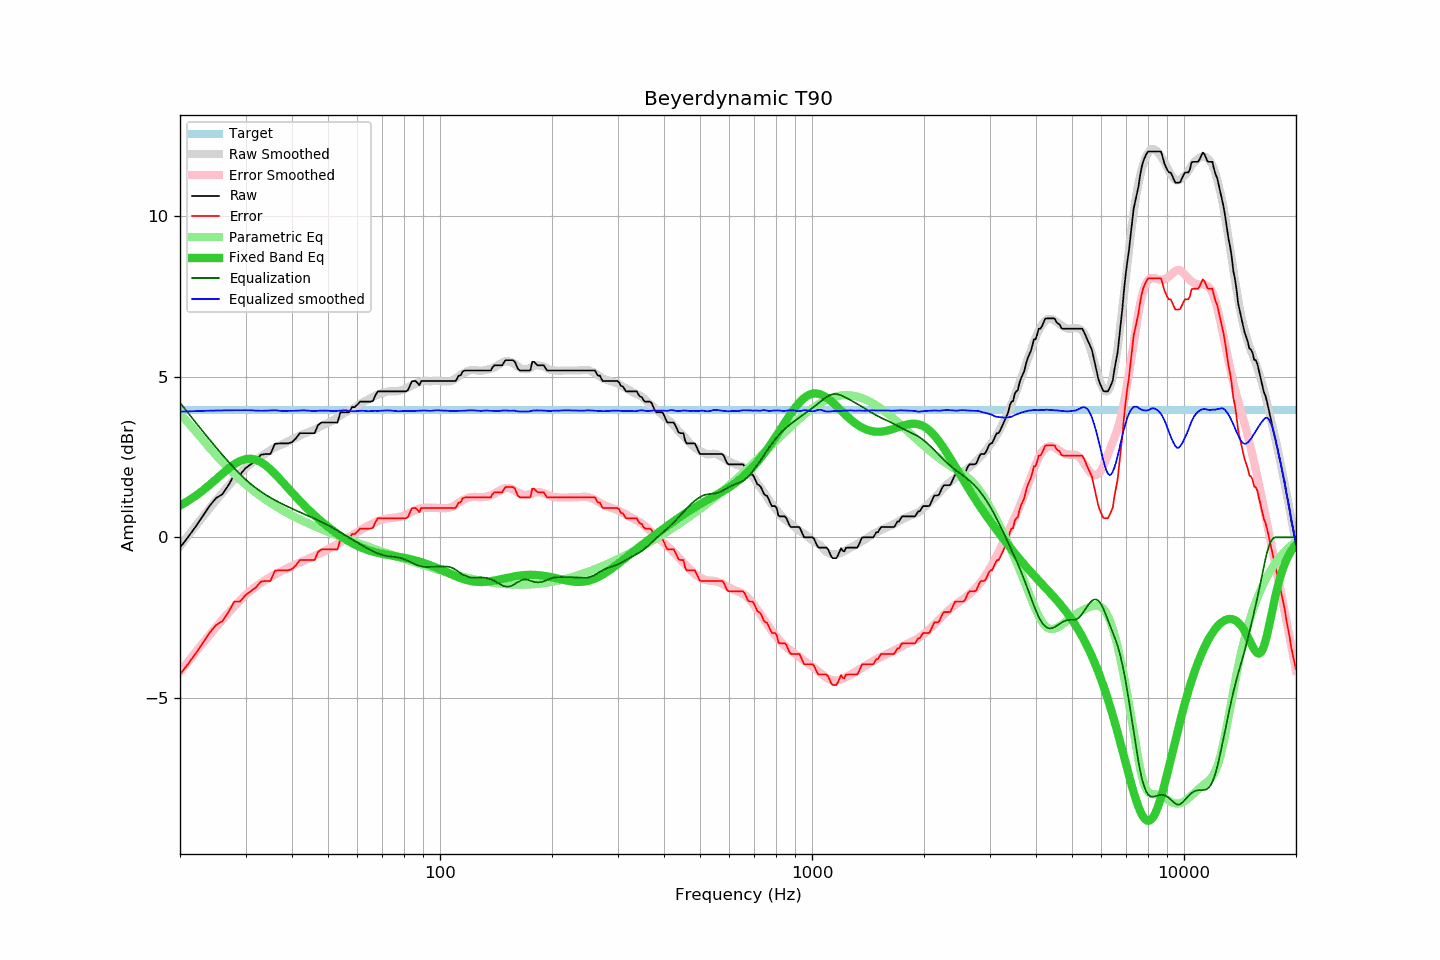 Beyerdynamic T90
Target
Raw Smoothed
Error Smoothed
Raw
Error
Parametric Eq
Fixed Band Eq
Equalization
Equalized smoothed
10
5
0
−5
Amplitude (dBr)
100
1000
10000
Frequency (Hz)